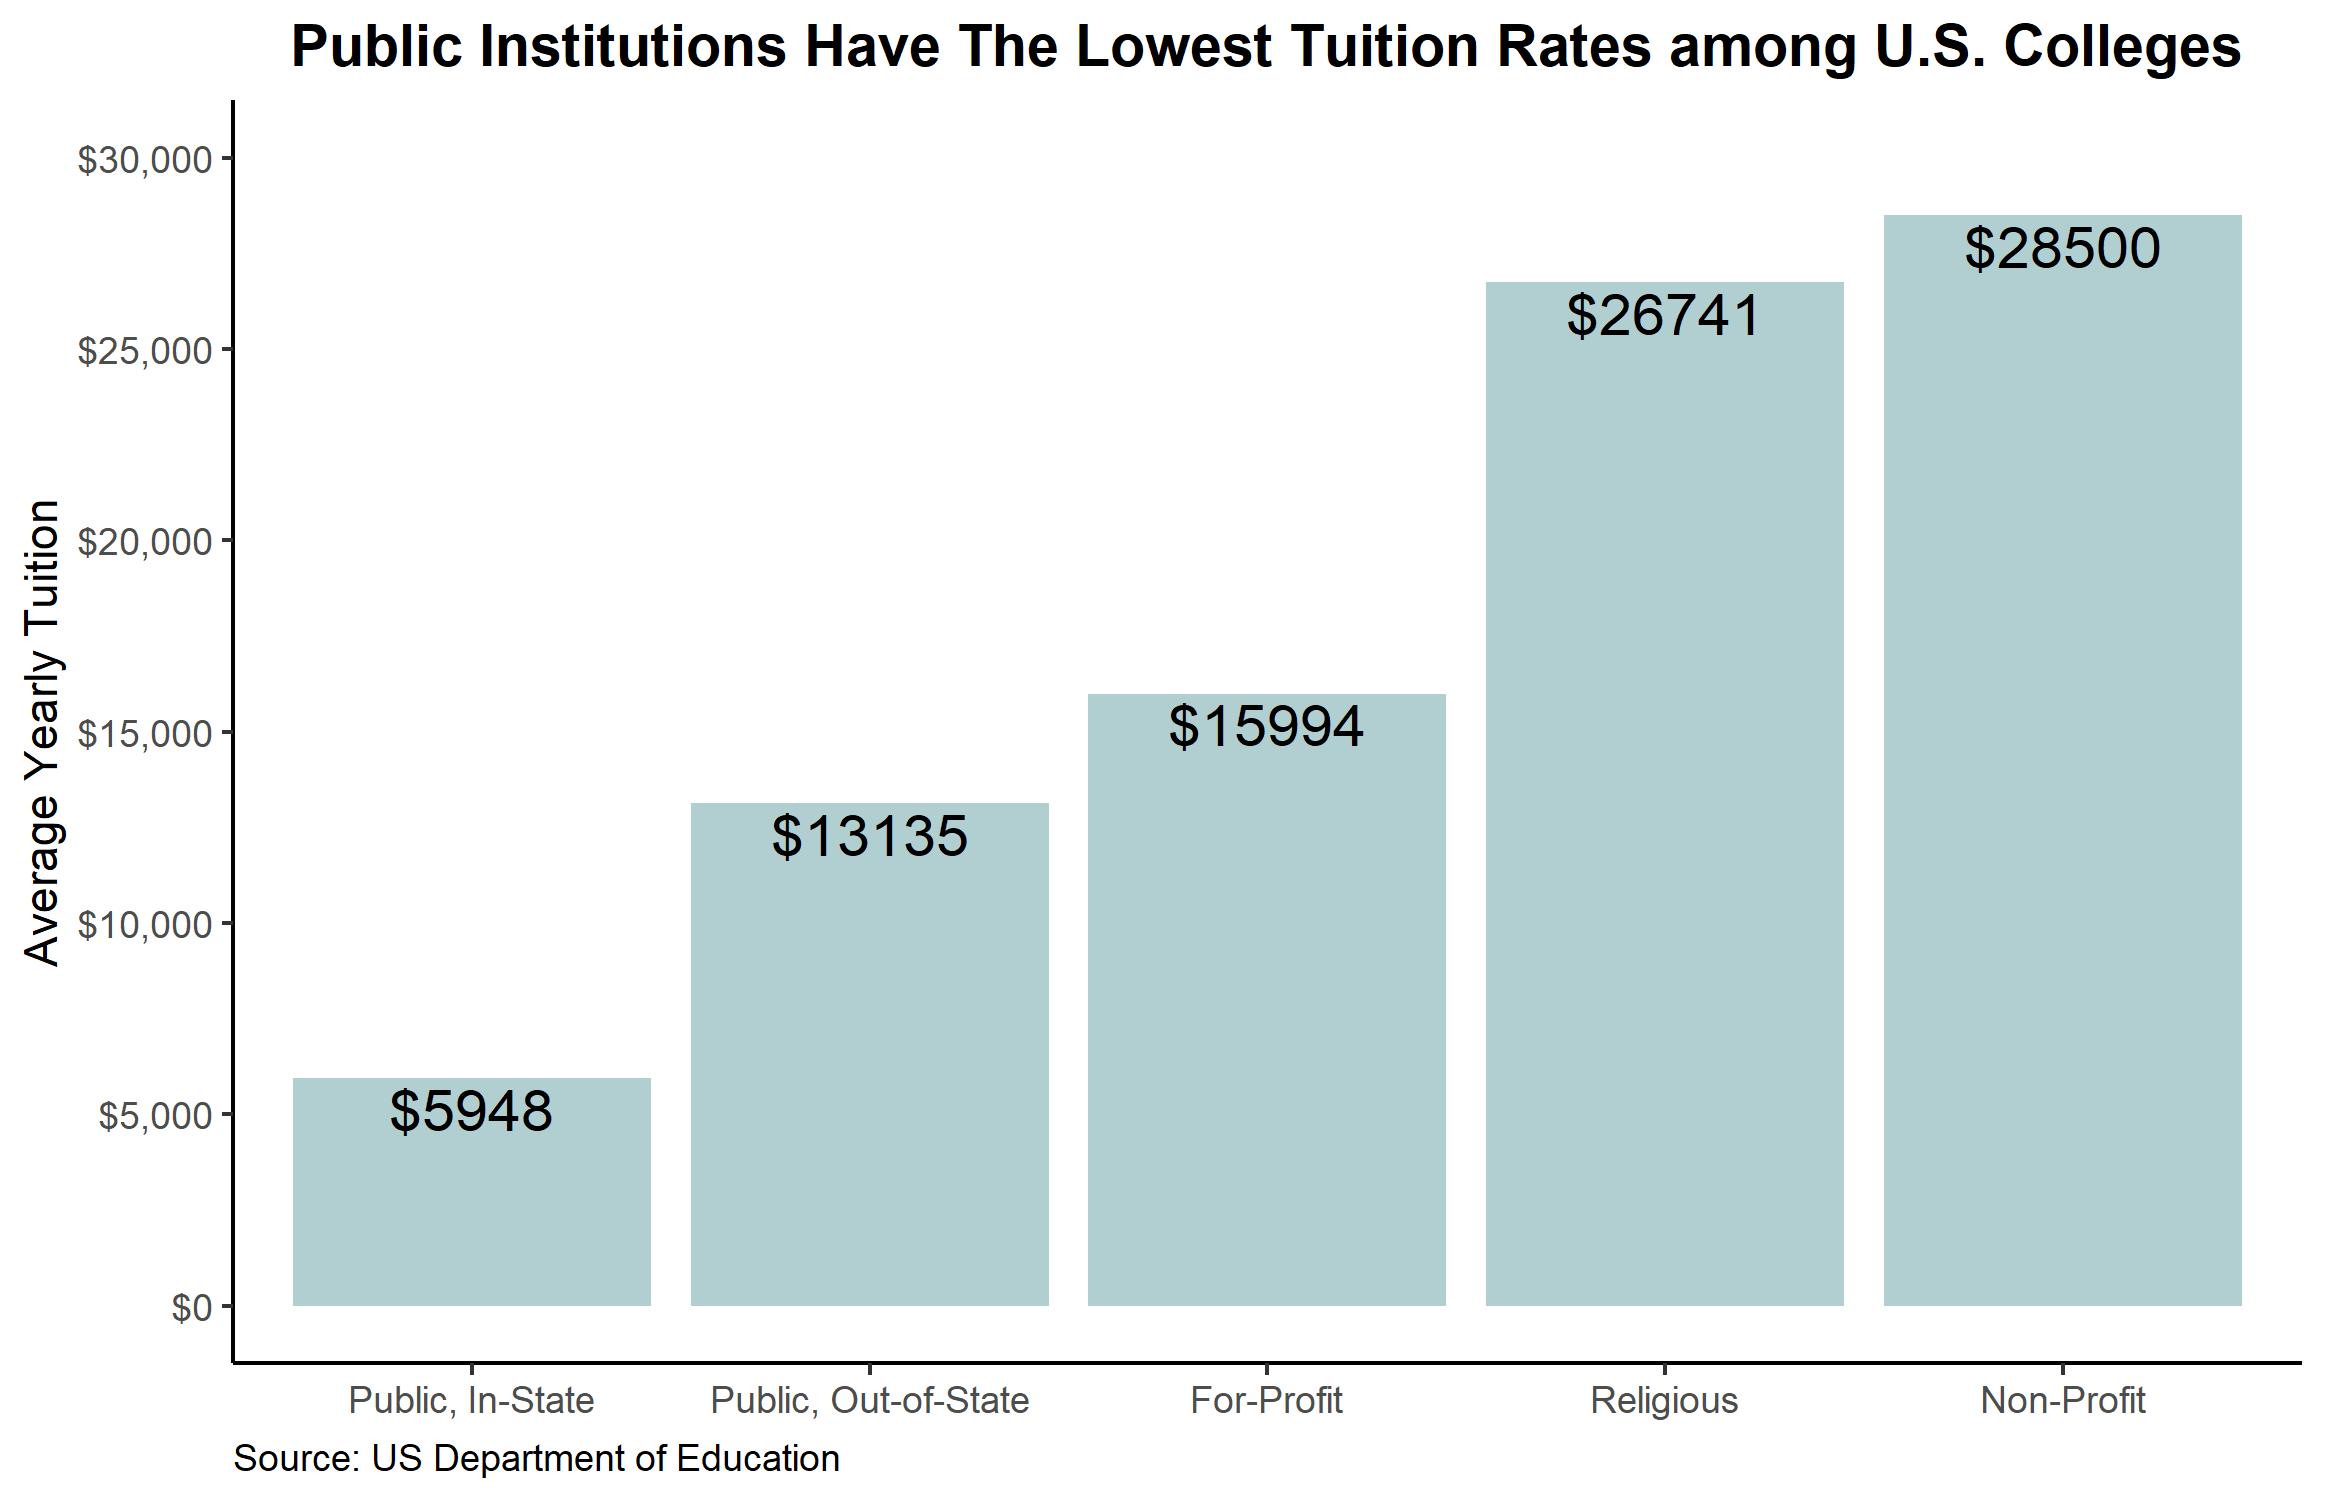 Public Institutions Have The Lowest Tuition Rates among U.S. Colleges
Average Yearly Tuition
$30,000
$25,000
$20,000
$15,000
$10,000
$5,000
$0
$5948
$13135
$15994
$26741
$28500
Public, In-State
Public, Out-of-State
For-Profit
Religious
Non-Profit
Source: US Department of Education